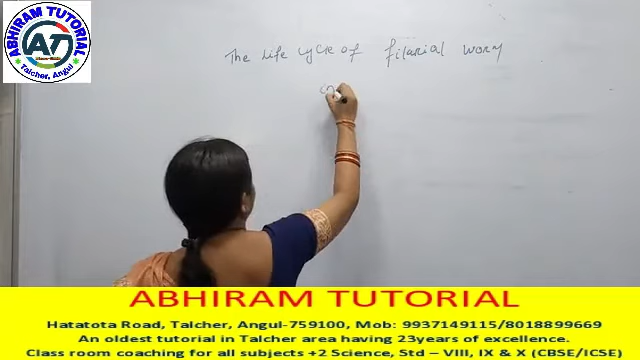 ABHIRAM TUTORIAL
AT
Talcher, Angul
The life cycle of filarial worm
ABHIRAM TUTORIAL
Hatatota Road, Talcher, Angul-759100, Mob: 9937149115/8018899669
An oldest tutorial in Talcher area having 23years of excellence.
Class room coaching for all subjects +2 Science, Std – VIII, IX & X (CBSE/ICSE)